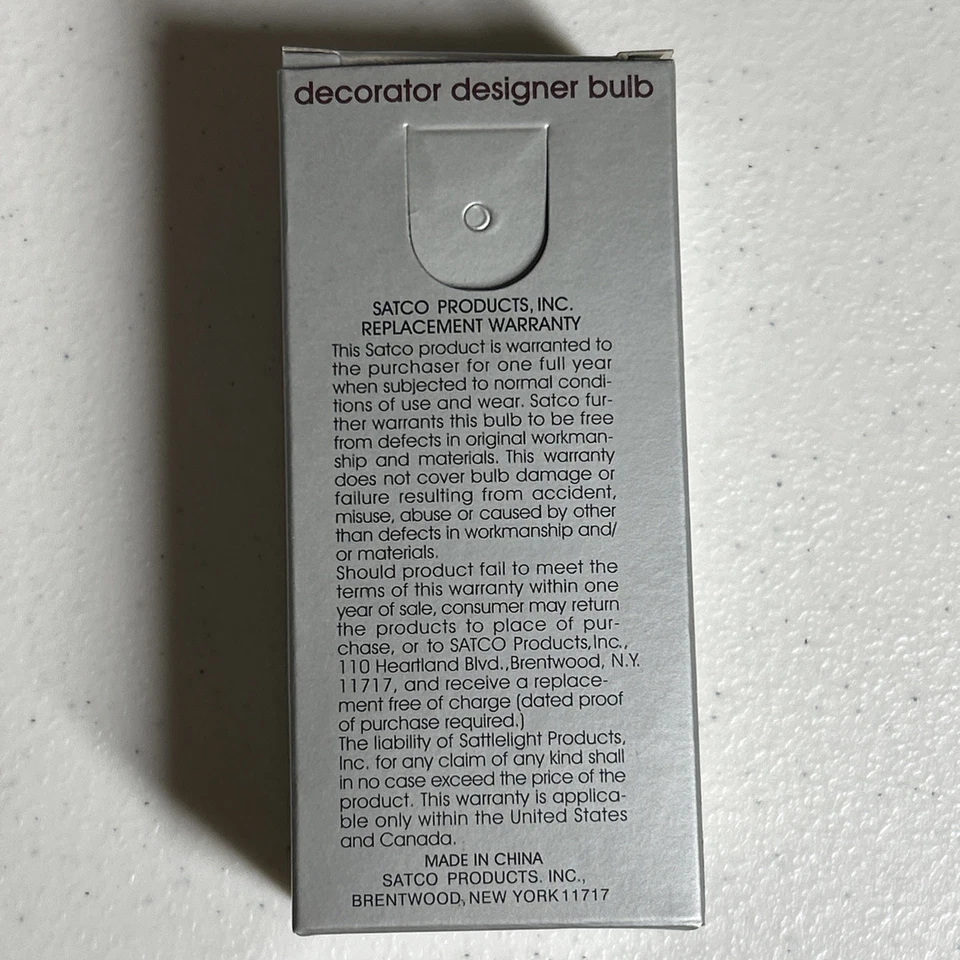 decorator designer bulb
SATCO PRODUCTS, INC.
REPLACEMENT WARRANTY
This Satco product is warranted to
the purchaser for one full year
when subjected to normal condi-
tions of use and wear. Satco fur-
ther warrants this bulb to be free
from defects in original workman-
ship and materials. This warranty
does not cover bulb damage or
failure resulting from accident,
misuse, abuse or caused by other
than defects in workmanship and/
or materials.
Should product fail to meet the
terms of this warranty within one
year of sale, consumer may return
the products to place of pur-
chase, or to SATCO Products,Inc.,
110 Heartland Blvd.,Brentwood, N.Y.
11717, and receive a replace-
ment free of charge (dated proof
of purchase required.)
The liability of Sattlelight Products,
Inc. for any claim of any kind shall
in no case exceed the price of the
product. This warranty is applica-
ble only within the United States
and Canada.
MADE IN CHINA
SATCO PRODUCTS. INC.,
BRENTWOOD, NEW YORK 11717